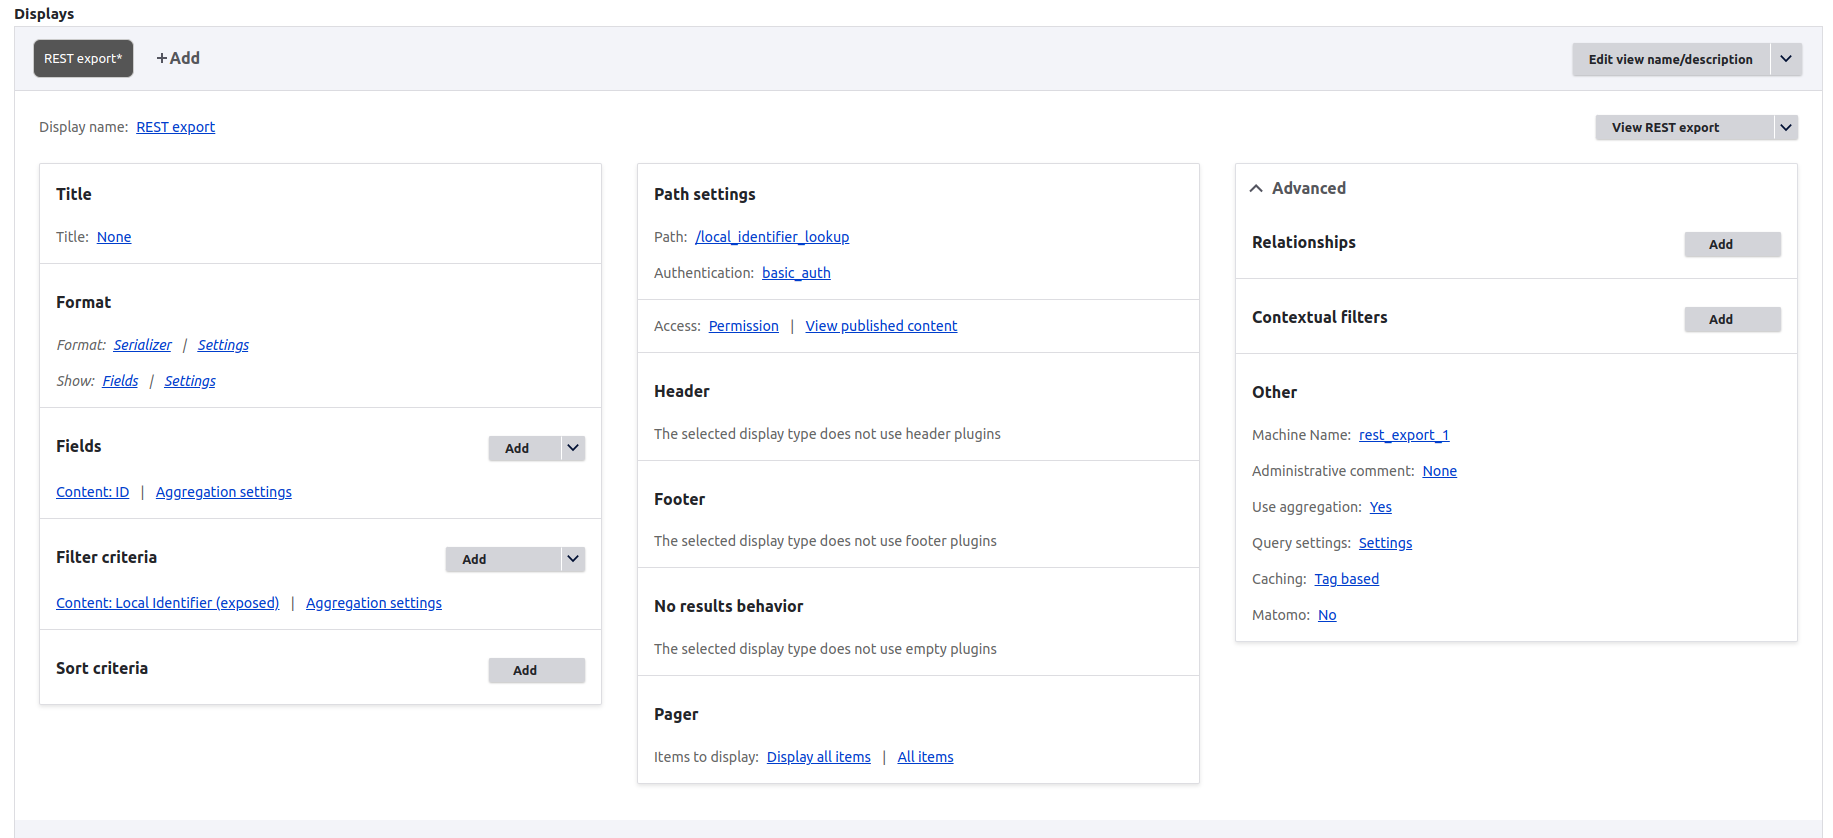 Displays
REST export*
+Add
Edit view name/description
Display name: REST export
View REST export
Title
Title: None
Format
Format: Serializer | Settings
Show: Fields | Settings
Fields
Add
Content: ID | Aggregation settings
Filter criteria
Add
Content: Local Identifier (exposed) | Aggregation settings
Sort criteria
Add
Path settings
Path: /local_identifier_lookup
Authentication: basic_auth
Access: Permission | View published content
Header
The selected display type does not use header plugins
Footer
The selected display type does not use footer plugins
No results behavior
The selected display type does not use empty plugins
Pager
Items to display: Display all items | All items
Advanced
Relationships
Add
Contextual filters
Add
Other
Machine Name: rest_export_1
Administrative comment: None
Use aggregation: Yes
Query settings: Settings
Caching: Tag based
Matomo: No